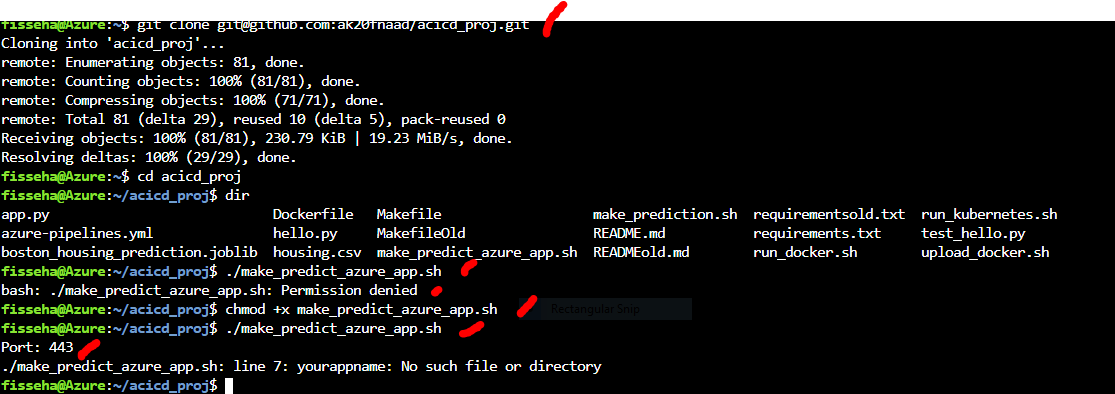 fisseha@Azure:~$ git clone git@github.com:ak20fnaad/acicd_proj.git
Cloning into 'acicd_proj'...
remote: Enumerating objects: 81, done.
remote: Counting objects: 100% (81/81), done.
remote: Compressing objects: 100% (71/71), done.
remote: Total 81 (delta 29), reused 10 (delta 5), pack-reused 0
Receiving objects: 100% (81/81), 230.79 KiB | 19.23 MiB/s, done.
Resolving deltas: 100% (29/29), done.
fisseha@Azure:~$ cd acicd_proj
fisseha@Azure:~/acicd_proj$ dir
app.py Dockerfile Makefile make_prediction.sh requirementsold.txt run_kubernetes.sh
azure-pipelines.yml hello.py MakefileOld README.md requirements.txt test_hello.py
boston_housing_prediction.joblib housing.csv make_predict_azure_app.sh READMEold.md run_docker.sh upload_docker.sh
fisseha@Azure:~/acicd_proj$ ./make_predict_azure_app.sh
bash: ./make_predict_azure_app.sh: Permission denied
fisseha@Azure:~/acicd_proj$ chmod +x make_predict_azure_app.sh
Rectangular Snip
fisseha@Azure:~/acicd_proj$ ./make_predict_azure_app.sh
Port: 443
./make_predict_azure_app.sh: line 7: yourappname: No such file or directory
fisseha@Azure:~/acicd_proj$